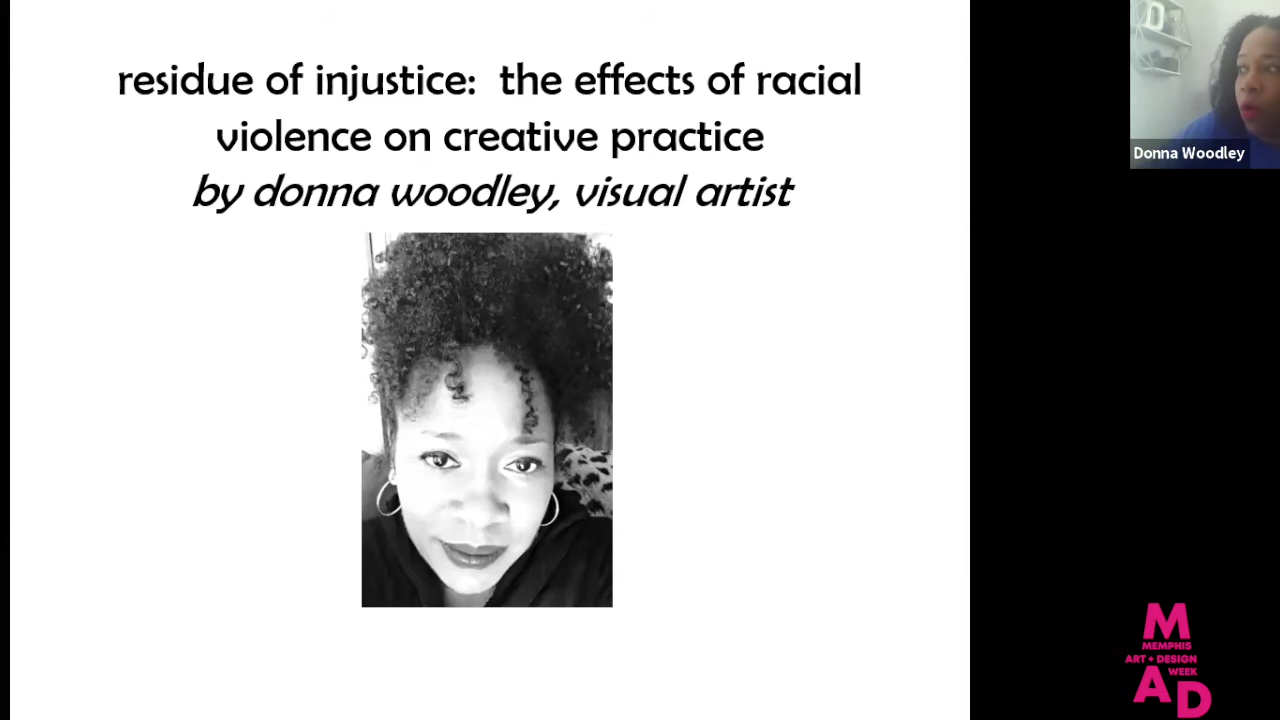 residue of injustice:  the effects of racial
violence on creative practice
by donna woodley, visual artist
Donna Woodley
M
MEMPHIS
ART + DESIGN
WEEK
A D